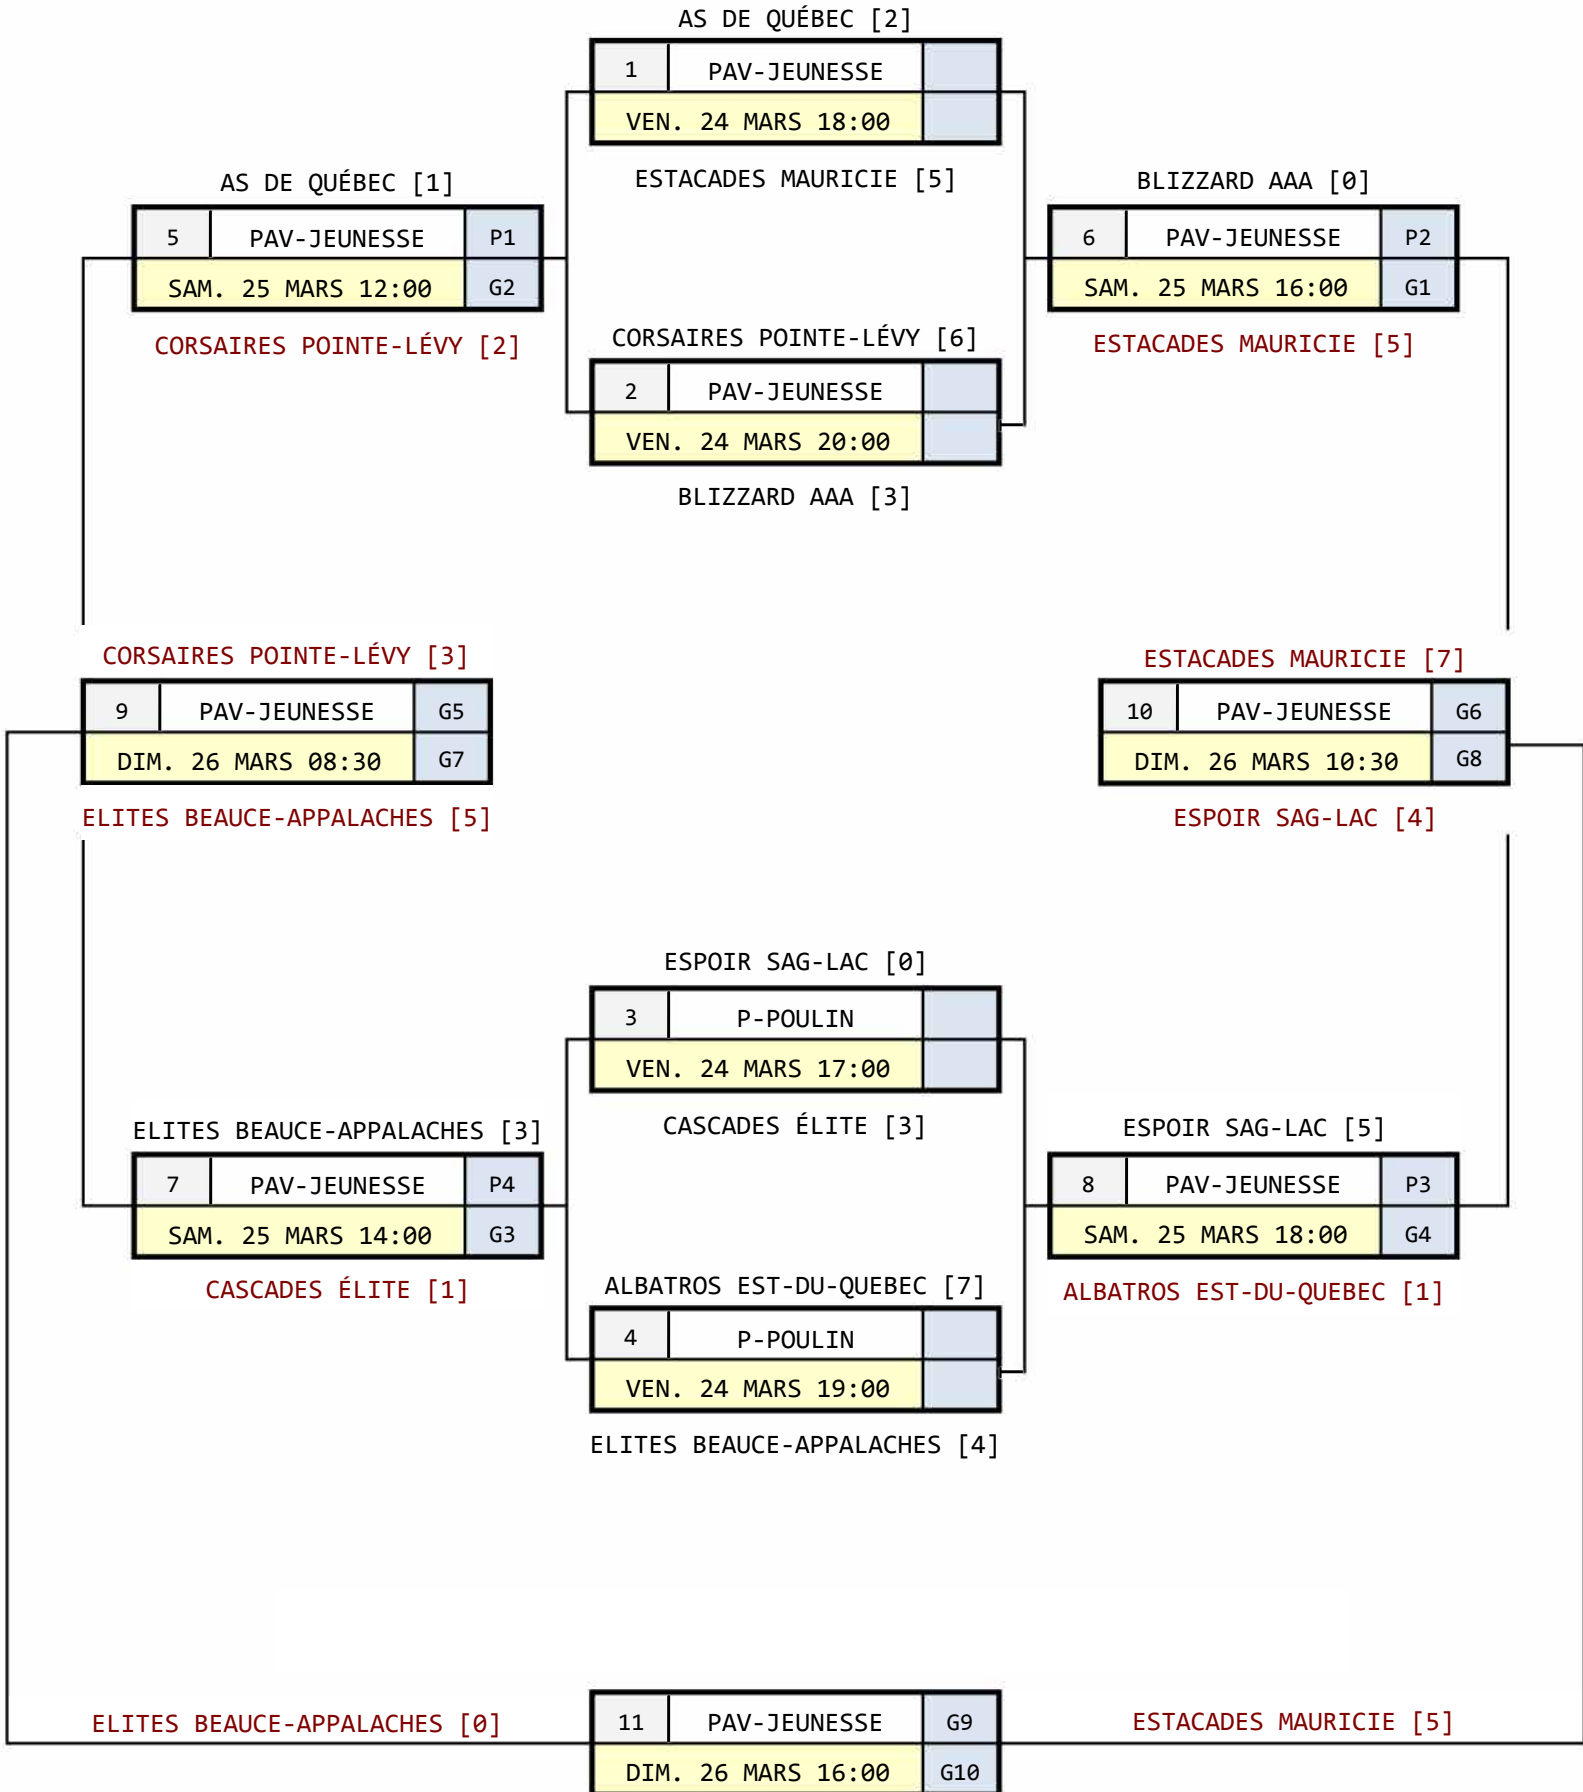 AS DE QUÉBEC [2]
1 PAV-JEUNESSE
VEN. 24 MARS 18:00
ESTACADES MAURICIE [5]
AS DE QUÉBEC [1]
5 PAV-JEUNESSE P1
SAM. 25 MARS 12:00 G2
CORSAIRES POINTE-LÉVY [2]
BLIZZARD AAA [0]
6 PAV-JEUNESSE P2
SAM. 25 MARS 16:00 G1
ESTACADES MAURICIE [5]
CORSAIRES POINTE-LÉVY [6]
2 PAV-JEUNESSE
VEN. 24 MARS 20:00
BLIZZARD AAA [3]
CORSAIRES POINTE-LÉVY [3]
9 PAV-JEUNESSE G5
DIM. 26 MARS 08:30 G7
ELITES BEAUCE-APPALACHES [5]
ESTACADES MAURICIE [7]
10 PAV-JEUNESSE G6
DIM. 26 MARS 10:30 G8
ESPOIR SAG-LAC [4]
ESPOIR SAG-LAC [0]
3 P-POULIN
VEN. 24 MARS 17:00
CASCADES ÉLITE [3]
ELITES BEAUCE-APPALACHES [3]
7 PAV-JEUNESSE P4
SAM. 25 MARS 14:00 G3
CASCADES ÉLITE [1]
ESPOIR SAG-LAC [5]
8 PAV-JEUNESSE P3
SAM. 25 MARS 18:00 G4
ALBATROS EST-DU-QUEBEC [1]
ALBATROS EST-DU-QUEBEC [7]
4 P-POULIN
VEN. 24 MARS 19:00
ELITES BEAUCE-APPALACHES [4]
ELITES BEAUCE-APPALACHES [0]
11 PAV-JEUNESSE G9
DIM. 26 MARS 16:00 G10
ESTACADES MAURICIE [5]